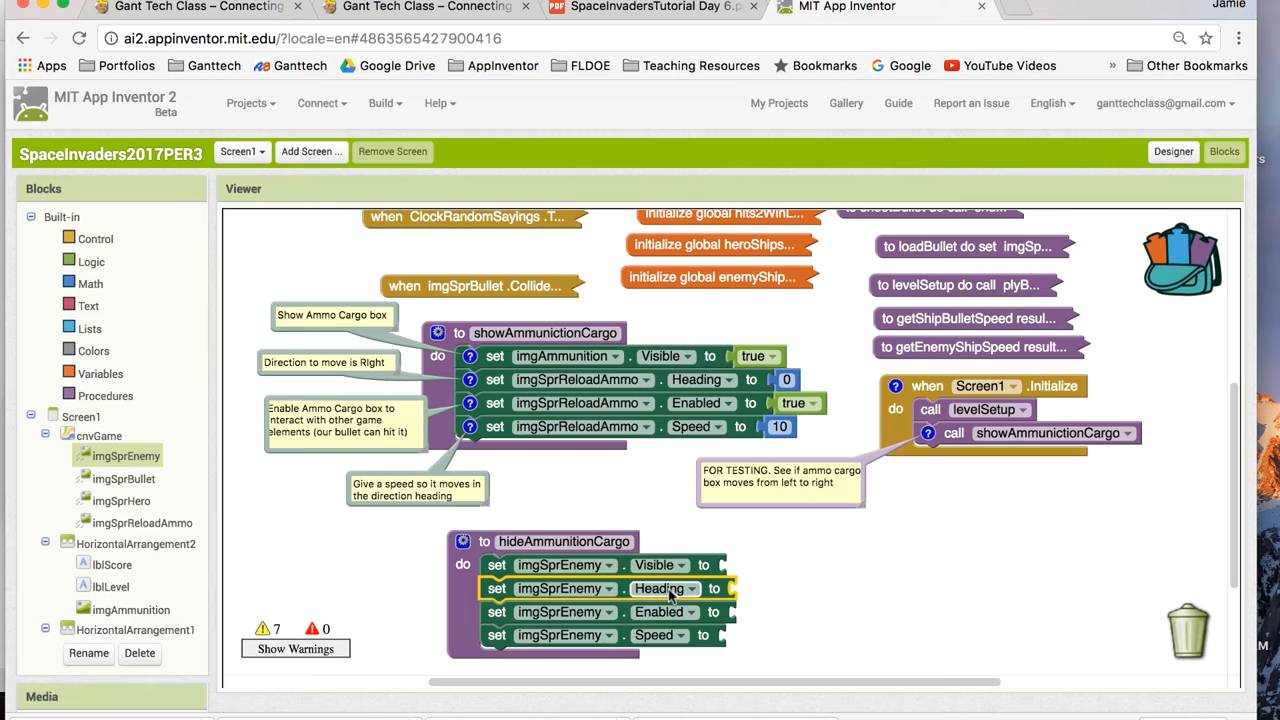 Gant Tech Class – Connecting
Gant Tech Class – Connecting
PDF SpaceInvadersTutorial Day 6.p
MIT App Inventor
Jamie
ai2.appinventor.mit.edu/?locale=en#4863565427900416
Apps Portfolios Ganttech Ganttech Google Drive AppInventor FLDOE Teaching Resources Bookmarks Google YouTube Videos » Other Bookmarks
MIT App Inventor 2
Beta
Projects Connect Build Help My Projects Gallery Guide Report an Issue English ganttechclass@gmail.com
SpaceInvaders2017PER3 Screen1 Add Screen ... Remove Screen Designer Blocks
Blocks
Viewer
Built-in
Control
Logic
Math
Text
Lists
Colors
Variables
Procedures
Screen1
cnvGame
imgSprEnemy
imgSprBullet
imgSprHero
imgSprReloadAmmo
HorizontalArrangement2
lblScore
lblLevel
imgAmmunition
HorizontalArrangement1
Rename Delete
Media
when ClockRandomSayings .T...
initialize global hits2WinL...
initialize global heroShips...
initialize global enemyShip...
to loadBullet do set imgSp...
to levelSetup do call plyB...
to getShipBulletSpeed resul...
to getEnemyShipSpeed result...
when imgSprBullet .Collide...
Show Ammo Cargo box
Direction to move is RIght
Enable Ammo Cargo box to
interact with other game
elements (our bullet can hit it)
Give a speed so it moves in
the direction heading
? to showAmmunictionCargo
do ? set imgAmmunition . Visible to true
? set imgSprReloadAmmo . Heading to 0
? set imgSprReloadAmmo . Enabled to true
? set imgSprReloadAmmo . Speed to 10
? when Screen1 .Initialize
do call levelSetup
? call showAmmunictionCargo
FOR TESTING. See if ammo cargo
box moves from left to right
to hideAmmunitionCargo
do set imgSprEnemy . Visible to
set imgSprEnemy . Heading to
set imgSprEnemy . Enabled to
set imgSprEnemy . Speed to
7 0
Show Warnings